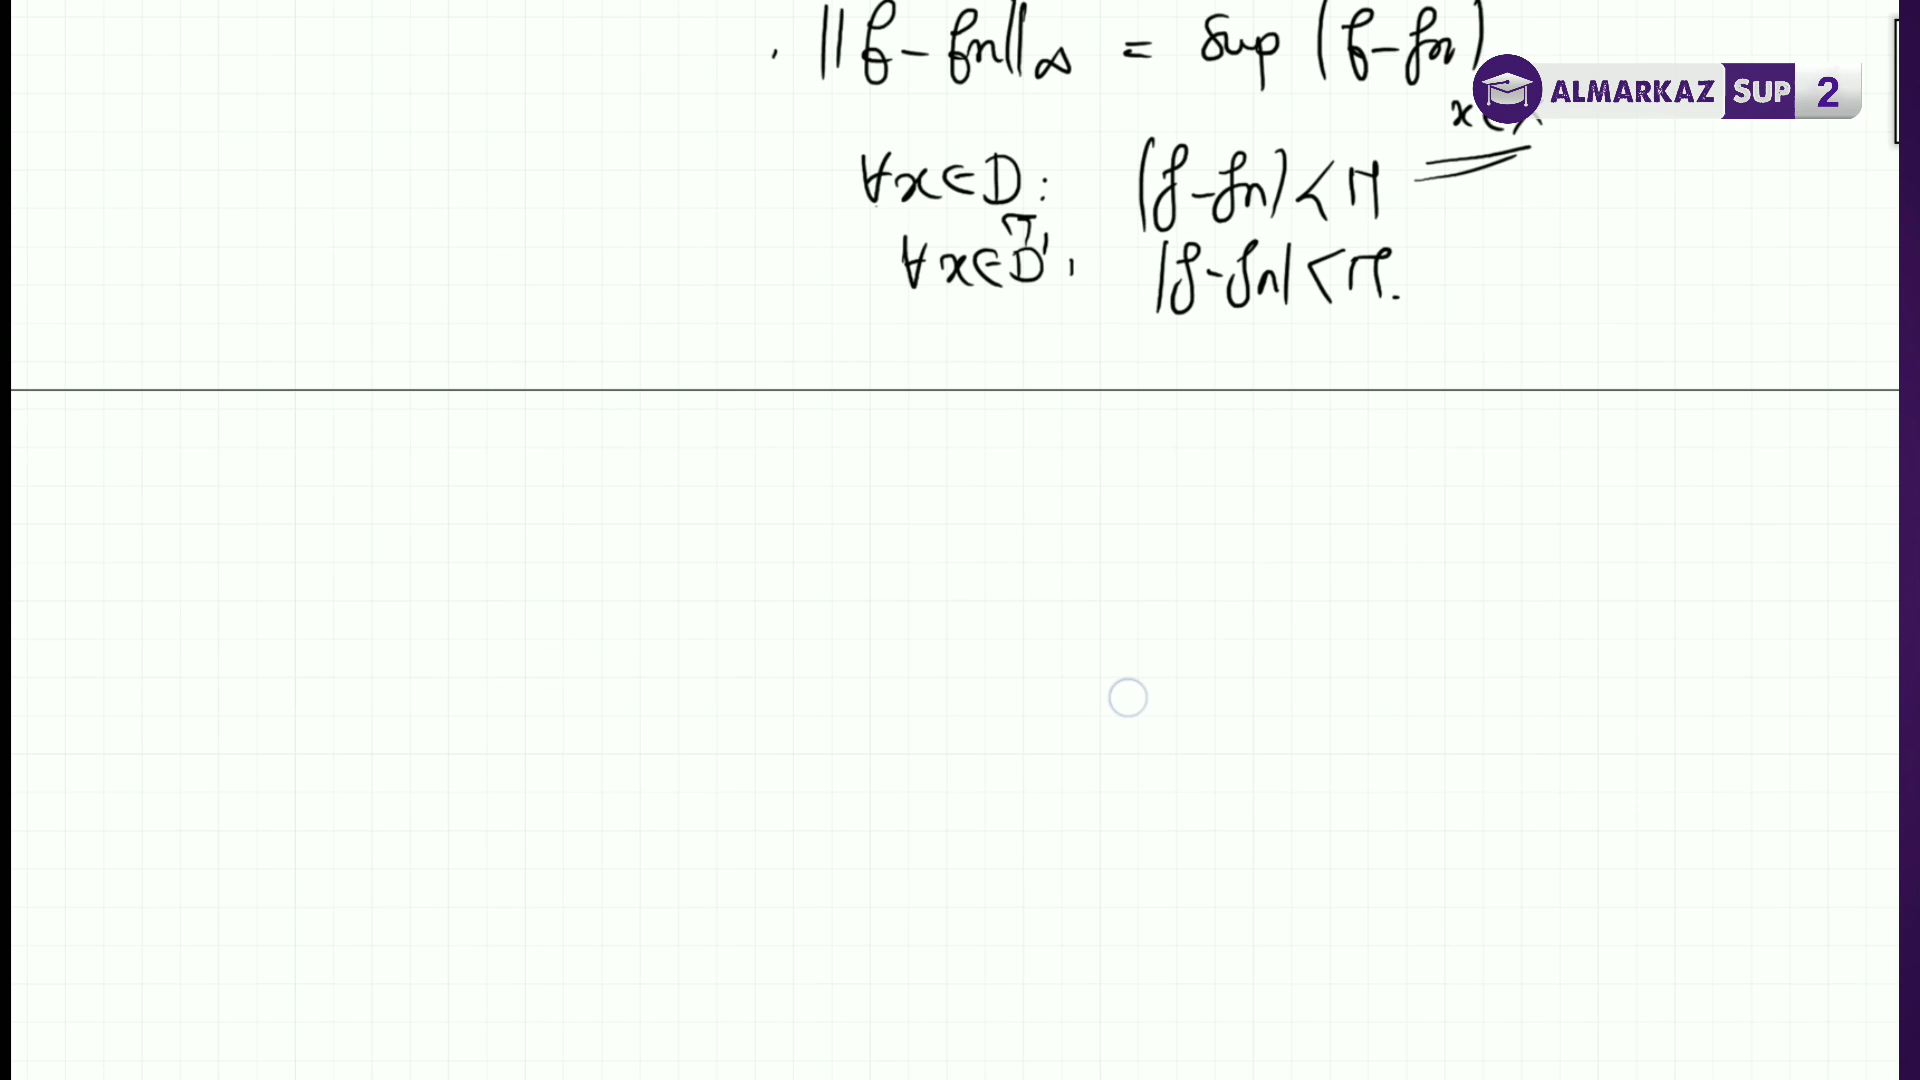 . ||f - fn||∞ = Sup |f - fn|
ALMARKAZ SUP 2
x ∈
∀x ∈ D : |f - fn| < M
∀x ∈ D' : |f - fn| < M.